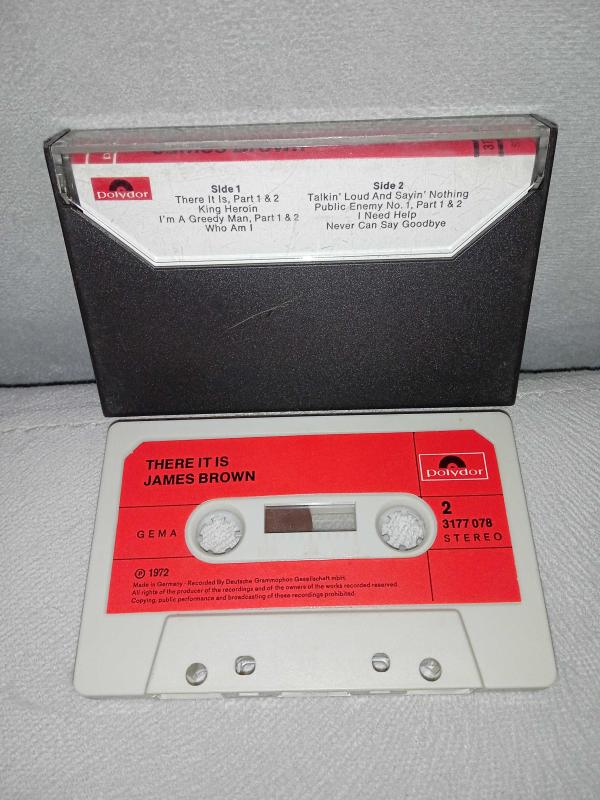 JAMES BROWN
Polydor
Side 1
There It Is, Part 1 & 2
King Heroin
I'm A Greedy Man, Part 1 & 2
Who Am I
Side 2
Talkin' Loud And Sayin' Nothing
Public Enemy No. 1, Part 1 & 2
I Need Help
Never Can Say Goodbye
THERE IT IS
JAMES BROWN
Polydor
GEMA
2
3177 078
STEREO
Ⓟ 1972
Made in Germany · Recorded By Deutsche Grammophon Gesellschaft mbH.
All rights of the producer of the recordings and of the owners of the works recorded reserved.
Copying, public performance and broadcasting of these recordings prohibited.